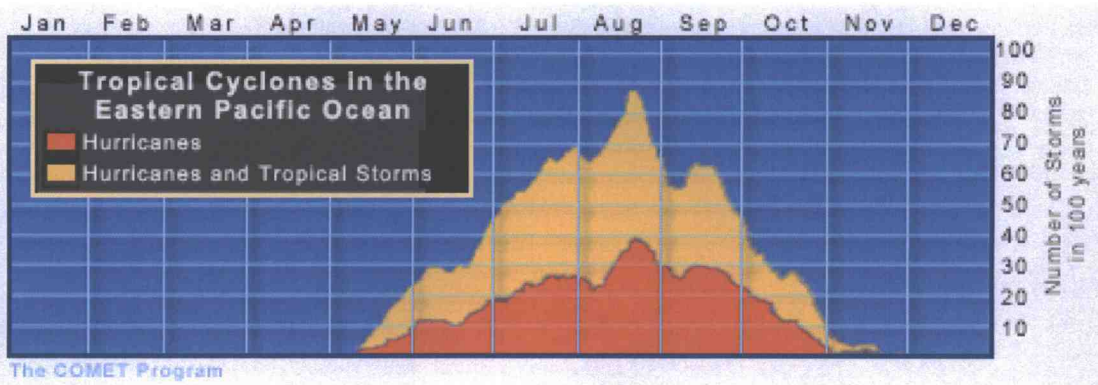 Jan Feb Mar Apr May Jun Jul Aug Sep Oct Nov Dec
Tropical Cyclones in the
Eastern Pacific Ocean
Hurricanes
Hurricanes and Tropical Storms
100
90
80
70
60
50
40
30
20
10
Number of Storms
in 100 years
The COMET Program